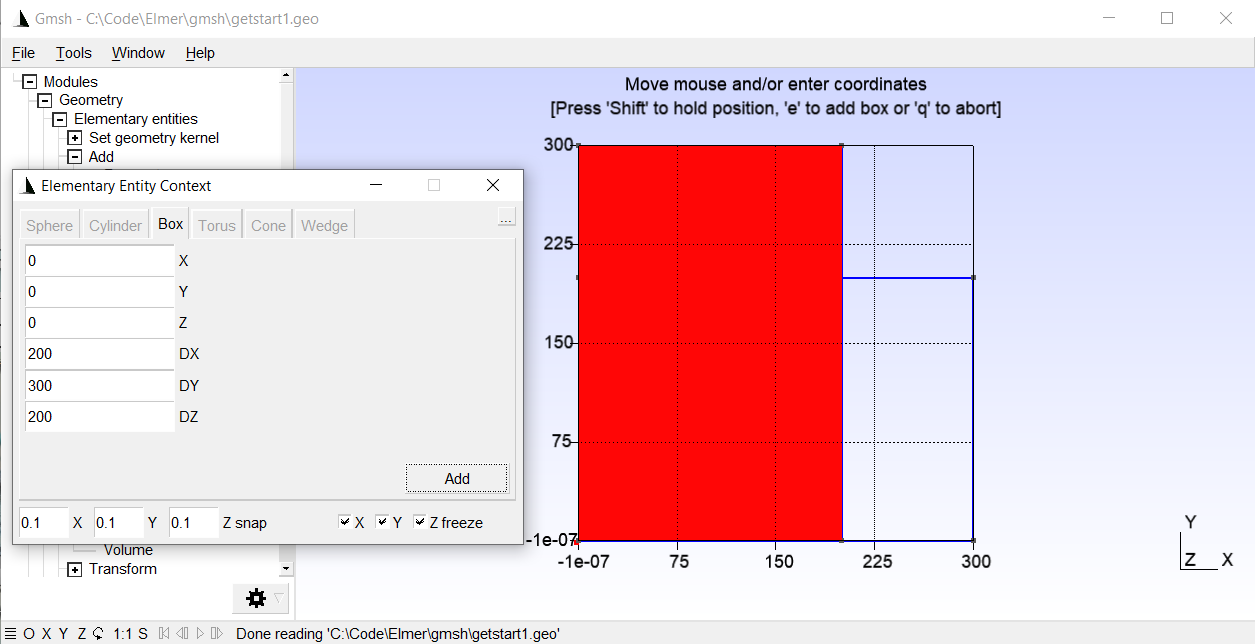 Gmsh - C:\Code\Elmer\gmsh\getstart1.geo
File Tools Window Help
Modules
Geometry
Elementary entities
Set geometry kernel
Add
Elementary Entity Context
Sphere Cylinder Box Torus Cone Wedge ...
0 X
0 Y
0 Z
200 DX
300 DY
200 DZ
Add
0.1 X 0.1 Y 0.1 Z snap X Y Z freeze
Volume
Transform
Move mouse and/or enter coordinates
[Press 'Shift' to hold position, 'e' to add box or 'q' to abort]
300
225
150
75
-1e-07
-1e-07 75 150 225 300
Y
Z X
O X Y Z 1:1 S Done reading 'C:\Code\Elmer\gmsh\getstart1.geo'